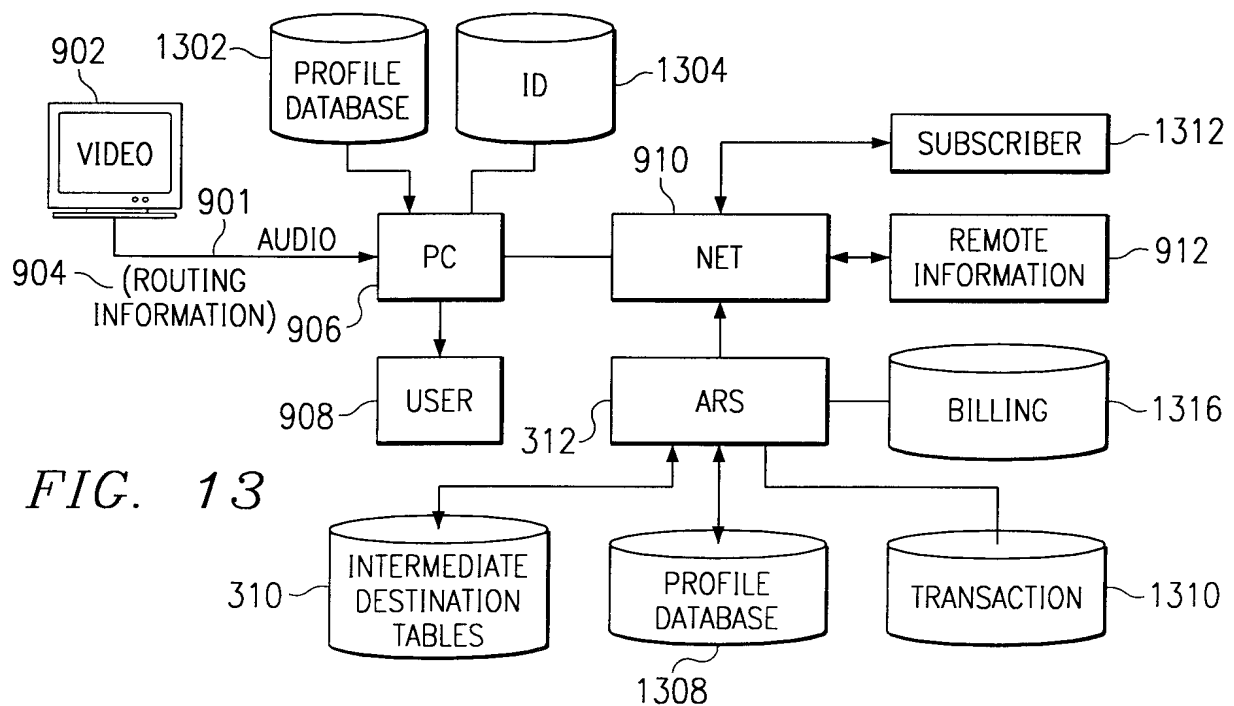 902
1302
PROFILE
DATABASE
ID
1304
VIDEO
901
AUDIO
904
(ROUTING
INFORMATION)
PC
906
910
NET
SUBSCRIBER
1312
REMOTE
INFORMATION
912
USER
908
ARS
312
BILLING
1316
FIG. 13
INTERMEDIATE
DESTINATION
TABLES
310
PROFILE
DATABASE
1308
TRANSACTION
1310